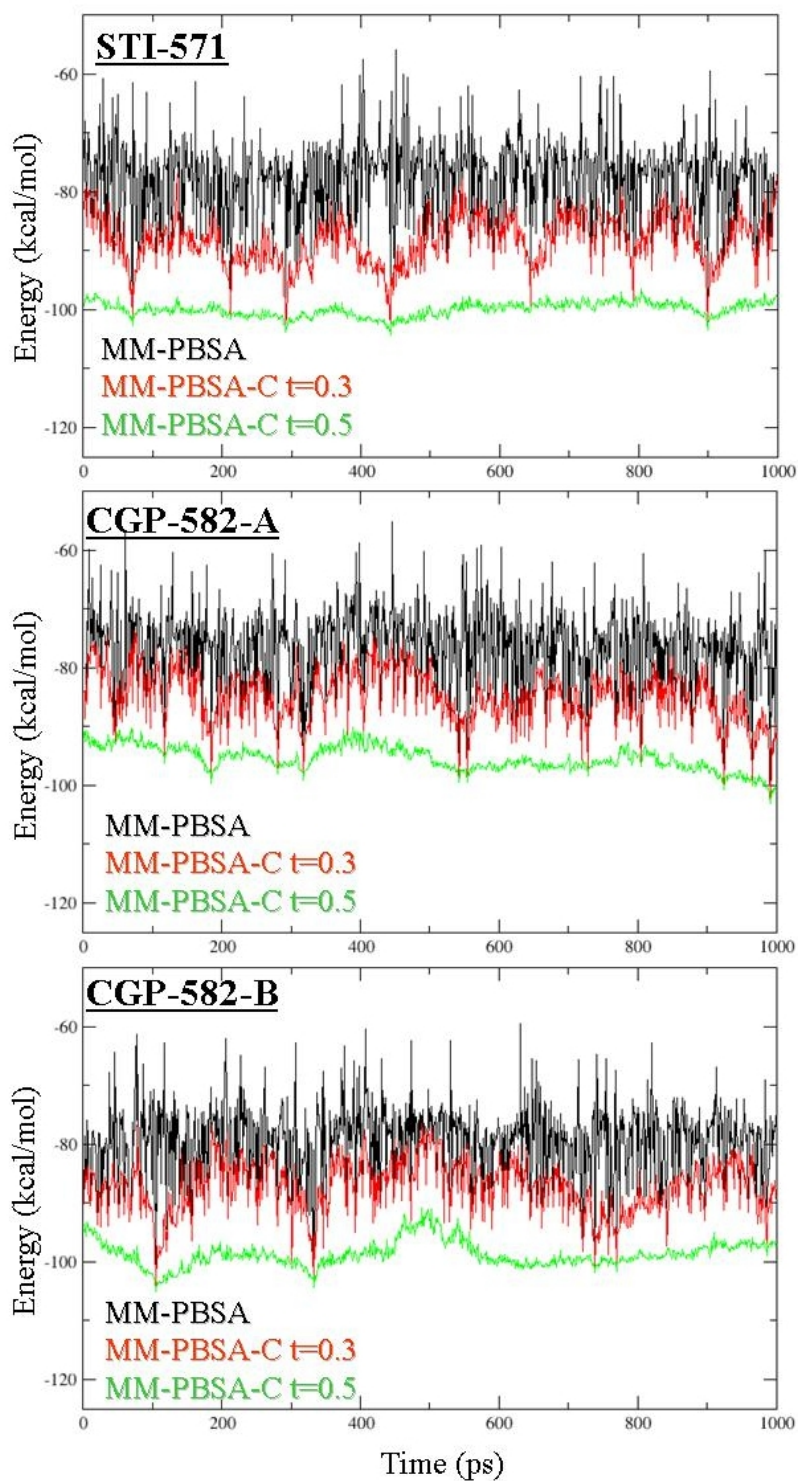 STI-571
-60
-80
-100
-120
Energy (kcal/mol)
MM-PBSA
MM-PBSA-C t=0.3
MM-PBSA-C t=0.5
0 200 400 600 800 1000
CGP-582-A
-60
-80
-100
-120
Energy (kcal/mol)
MM-PBSA
MM-PBSA-C t=0.3
MM-PBSA-C t=0.5
0 200 400 600 800 1000
CGP-582-B
-60
-80
-100
-120
Energy (kcal/mol)
MM-PBSA
MM-PBSA-C t=0.3
MM-PBSA-C t=0.5
0 200 400 600 800 1000
Time (ps)